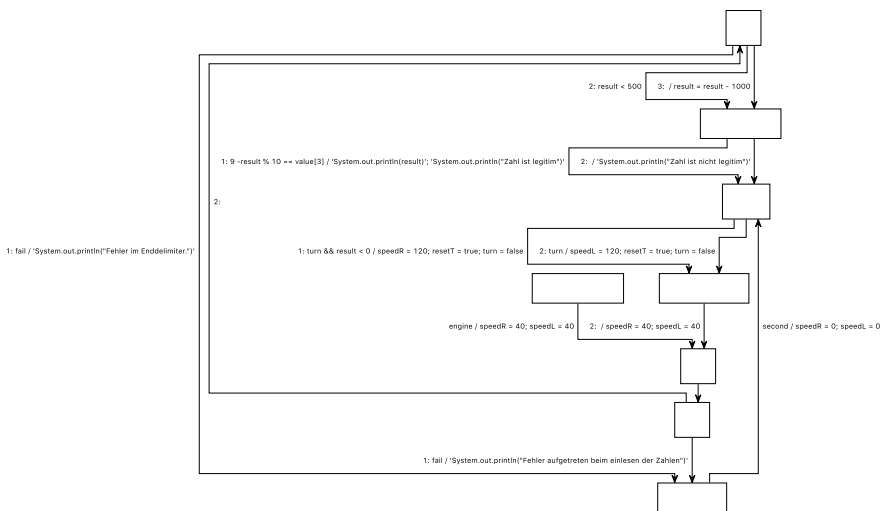 2: result < 500
3:  / result = result - 1000
1: 9 -result % 10 == value[3] / 'System.out.println(result)'; 'System.out.println("Zahl ist legitim")'
2:  / 'System.out.println("Zahl ist nicht legitim")'
2:
1: fail / 'System.out.println("Fehler im Enddelimiter.")'
1: turn && result < 0 / speedR = 120; resetT = true; turn = false
2: turn / speedL = 120; resetT = true; turn = false
engine / speedR = 40; speedL = 40
2:  / speedR = 40; speedL = 40
second / speedR = 0; speedL = 0
1: fail / 'System.out.println("Fehler aufgetreten beim einlesen der Zahlen")'